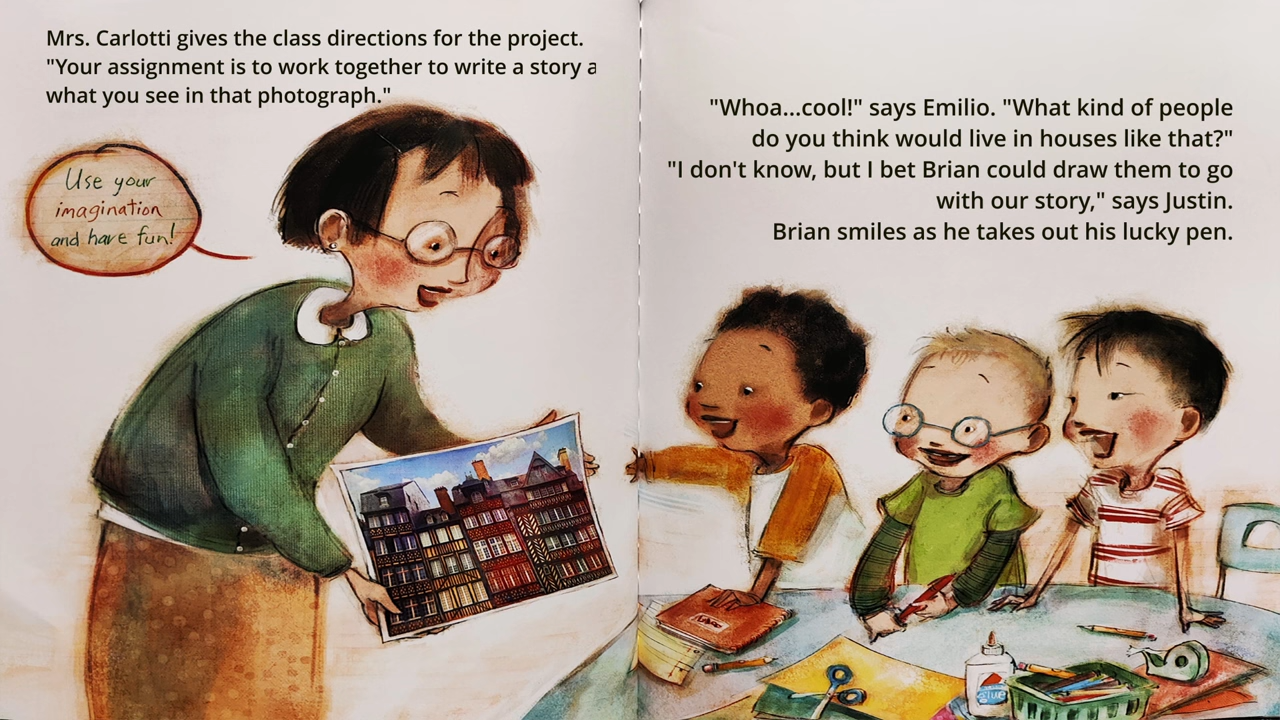 Mrs. Carlotti gives the class directions for the project.
"Your assignment is to work together to write a story a
what you see in that photograph."
Use your
imagination
and have fun!
"Whoa...cool!" says Emilio. "What kind of people
do you think would live in houses like that?"
"I don't know, but I bet Brian could draw them to go
with our story," says Justin.
Brian smiles as he takes out his lucky pen.
glue